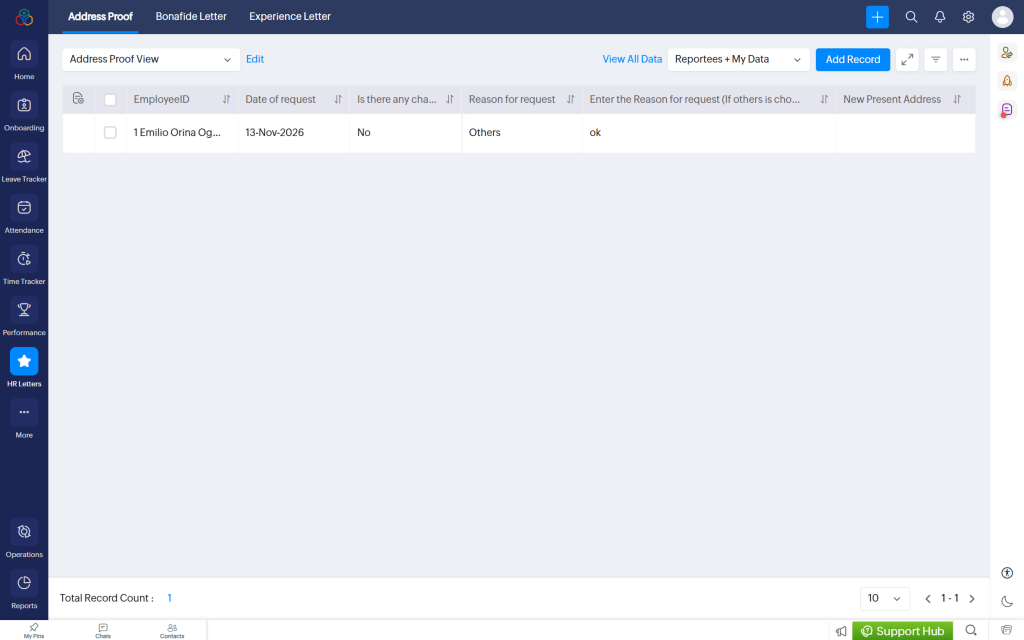 Address Proof
Bonafide Letter
Experience Letter
Home
Onboarding
Leave Tracker
Attendance
Time Tracker
Performance
HR Letters
More
Operations
Reports
Address Proof View
Edit
View All Data
Reportees + My Data
Add Record
EmployeeID
Date of request
Is there any cha...
Reason for request
Enter the Reason for request (If others is cho...
New Present Address
1 Emilio Orina Og...
13-Nov-2026
No
Others
ok
Total Record Count :
1
10
1 - 1
My Pins
Chats
Contacts
Support Hub